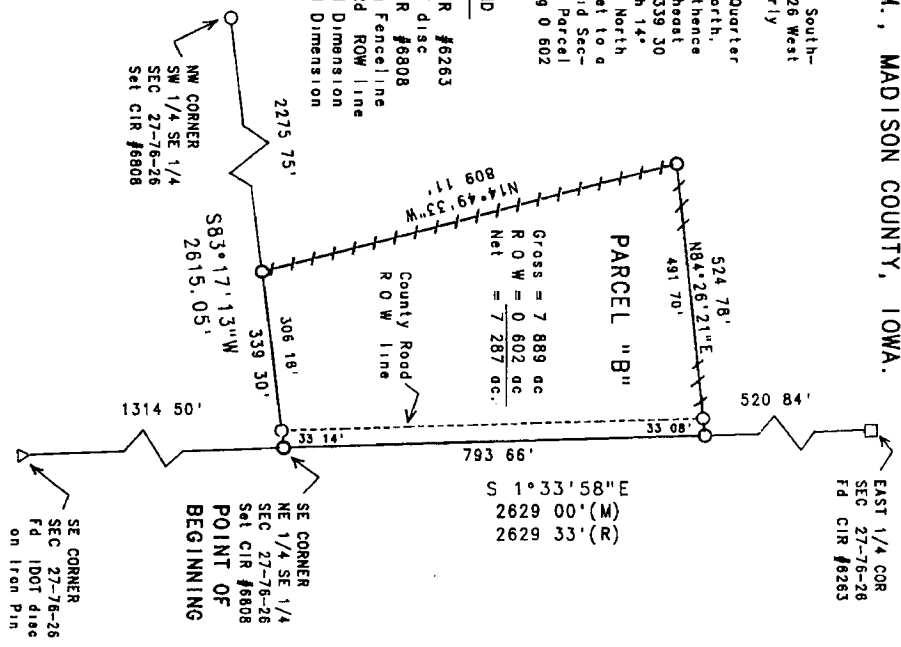 M., MADISON COUNTY, IOWA.
South-
26 West
rly
Quarter
orth,
thence
heast
339 30
h 14°
North
et to a
id Sec-
Parcel
g 0 602
ND
R #6263
disc
R #6808
Fenceline
d ROW line
Dimension
Dimension
NW CORNER
SW 1/4 SE 1/4
SEC 27-76-26
Set CIR #6808
2275 75'
S83°17'13"W
2615.05'
306 18'
339 30'
N14°49'33"W
809 11'
524 78'
N84°26'21"E
491 70'
PARCEL "B"
Gross = 7 889 ac
R O W = 0 602 ac
Net = 7 287 ac.
County Road
R O W line
33 14'
33 08'
793 66'
1314 50'
520 84'
S 1°33'58"E
2629 00'(M)
2629 33'(R)
EAST 1/4 COR
SEC 27-76-26
Fd CIR #6263
SE CORNER
NE 1/4 SE 1/4
SEC 27-76-26
Set CIR #6808
POINT OF
BEGINNING
SE CORNER
SEC 27-76-26
Fd IDOT disc
on Iron Pin